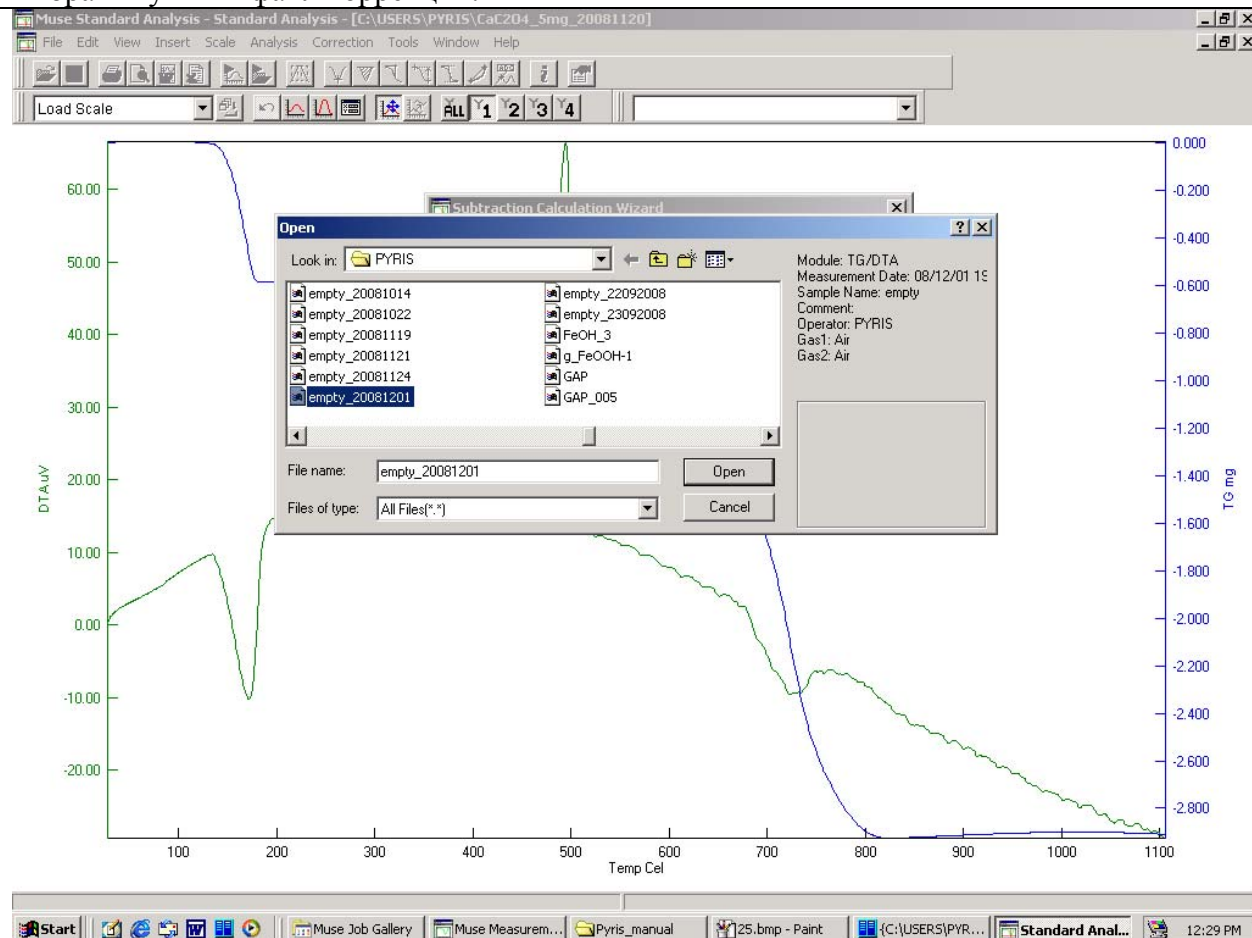 Muse Standard Analysis - Standard Analysis - [C:\USERS\PYRIS\CaC2O4_5mg_20081120]
File Edit View Insert Scale Analysis Correction Tools Window Help
Load Scale ALL Y1 Y2 Y3 Y4
Subtraction Calculation Wizard
Open
Look in: PYRIS
empty_20081014
empty_20081022
empty_20081119
empty_20081121
empty_20081124
empty_20081201
empty_22092008
empty_23092008
FeOH_3
g_FeOOH-1
GAP
GAP_005
File name: empty_20081201 Open
Files of type: All Files(*.*) Cancel
Module: TG/DTA
Measurement Date: 08/12/01 1
Sample Name: empty
Comment:
Operator: PYRIS
Gas1: Air
Gas2: Air
DTA uV
60.00
50.00
40.00
30.00
20.00
10.00
0.00
-10.00
-20.00
0.000
-0.200
-0.400
-0.600
-0.800
-1.000
-1.200
-1.400
-1.600
-1.800
-2.000
-2.200
-2.400
-2.600
-2.800
TG mg
100 200 300 400 500 600 700 800 900 1000 1100
Temp Cel
Start Muse Job Gallery Muse Measurem... Pyris_manual 25.bmp - Paint {C:\USERS\PYR... Standard Anal... 12:29 PM